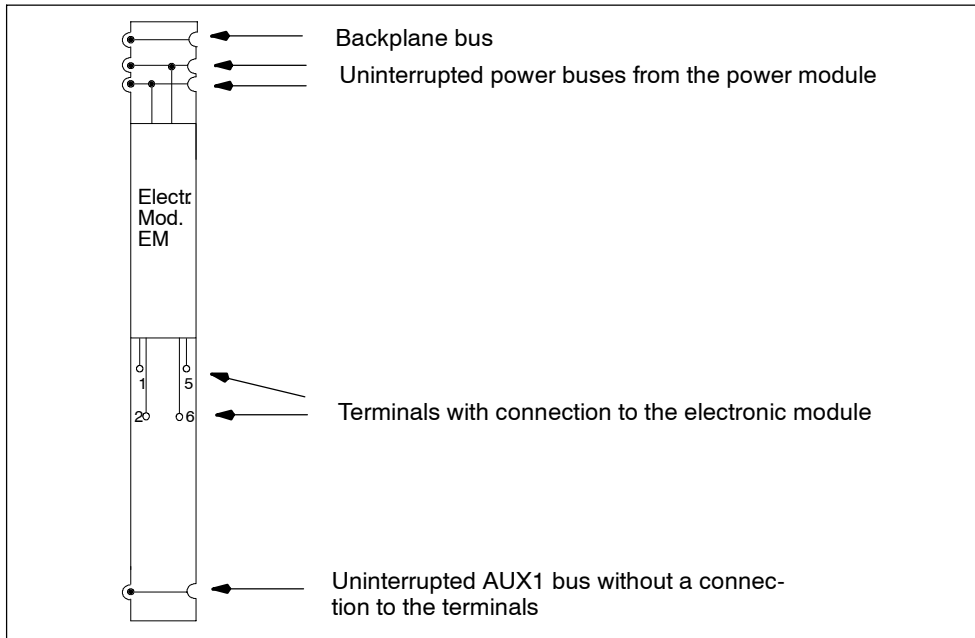 Backplane bus
Uninterrupted power buses from the power module
Electr.
Mod.
EM
1
5
2
6
Terminals with connection to the electronic module
Uninterrupted AUX1 bus without a connec-
tion to the terminals